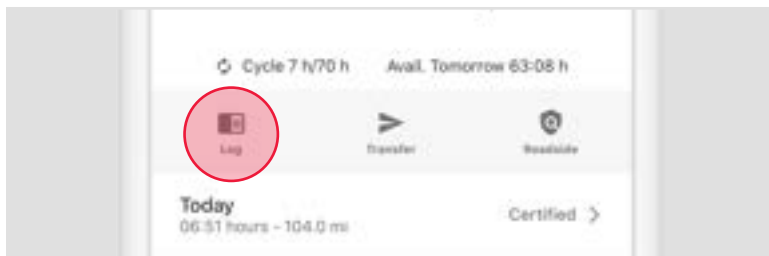 Cycle 7 h/70 h Avail. Tomorrow 63:08 h
Log Transfer Roadside
Today
06:51 hours - 104.0 mi
Certified